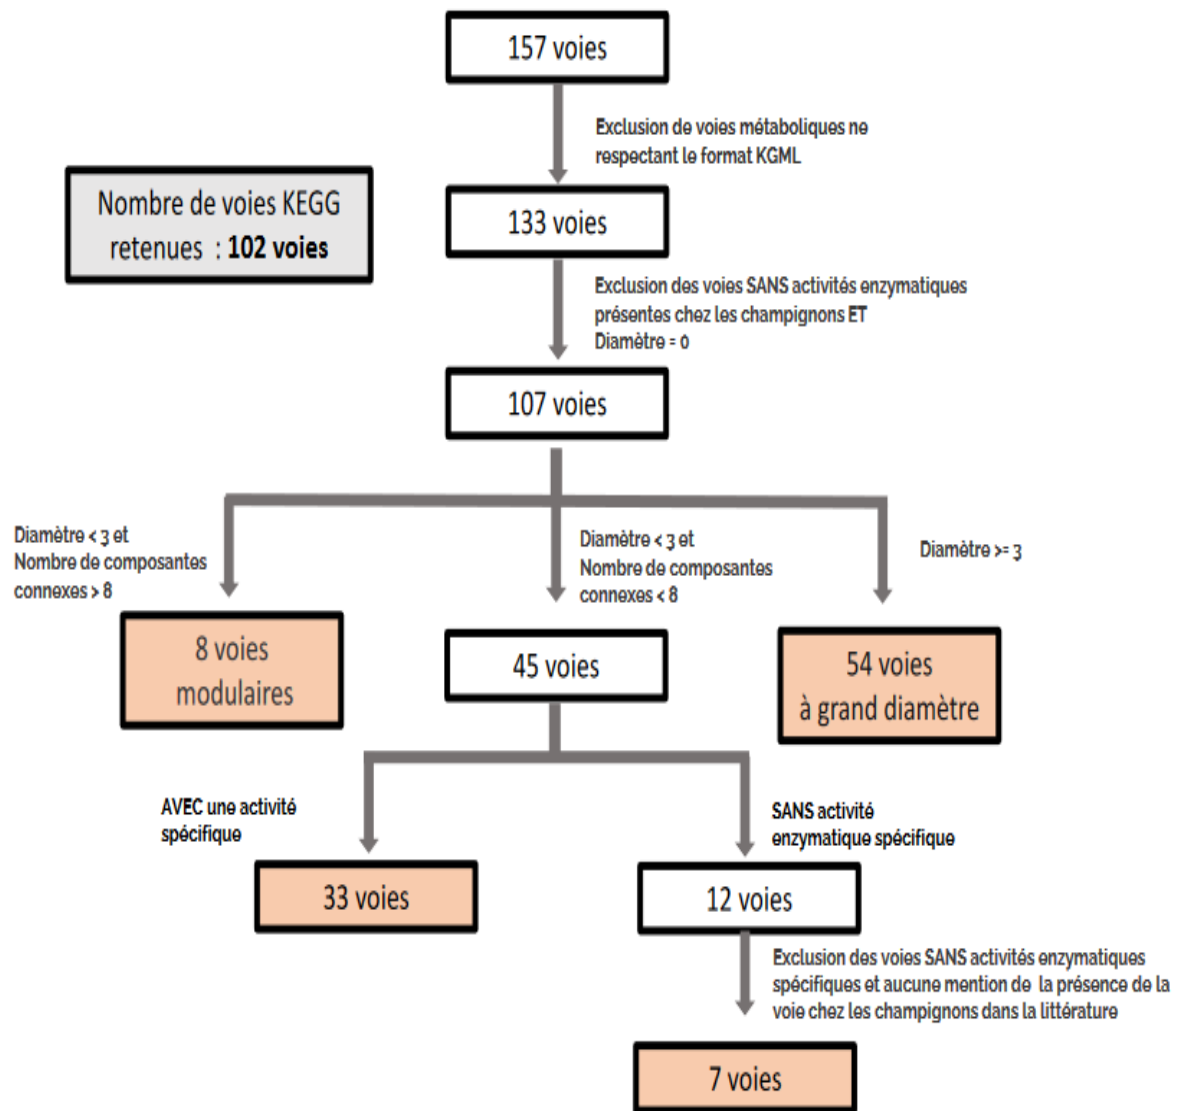 157 voies
Exclusion de voies métaboliques ne
respectant le format KGML
Nombre de voies KEGG
retenues : 102 voies
133 voies
Exclusion des voies SANS activités enzymatiques
présentes chez les champignons ET
Diamètre = 0
107 voies
Diamètre < 3 et
Nombre de composantes
connexes > 8
Diamètre < 3 et
Nombre de composantes
connexes < 8
Diamètre >= 3
8 voies
modulaires
45 voies
54 voies
à grand diamètre
AVEC une activité
spécifique
SANS activité
enzymatique spécifique
33 voies
12 voies
Exclusion des voies SANS activités enzymatiques
spécifiques et aucune mention de la présence de la
voie chez les champignons dans la littérature
7 voies